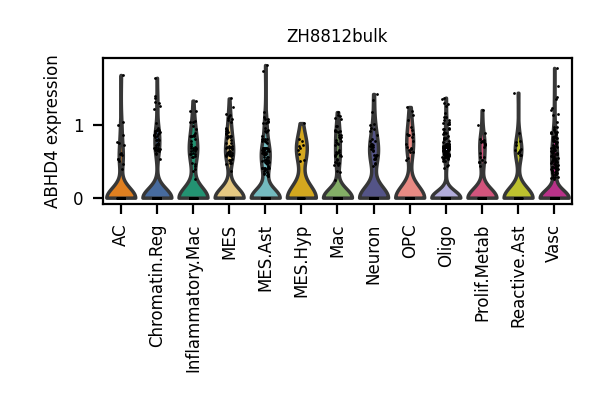 ZH8812bulk
ABHD4 expression
1
0
AC
Chromatin.Reg
Inflammatory.Mac
MES
MES.Ast
MES.Hyp
Mac
Neuron
OPC
Oligo
Prolif.Metab
Reactive.Ast
Vasc